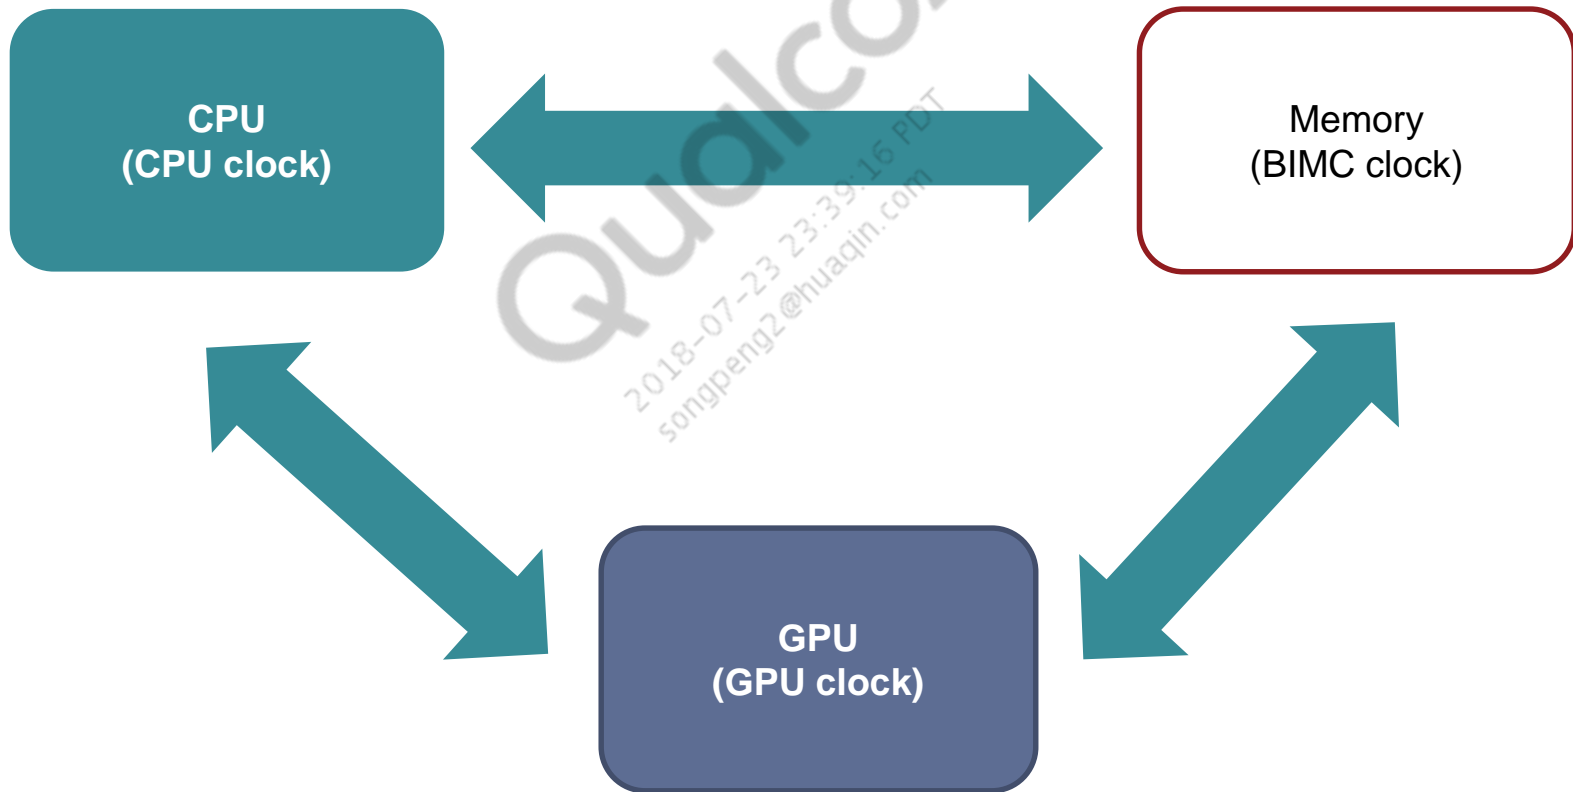 CPU
(CPU clock)
Memory
(BIMC clock)
2018-07-23 23:39:16 PDT
songpeng2@huaqin.com
GPU
(GPU clock)